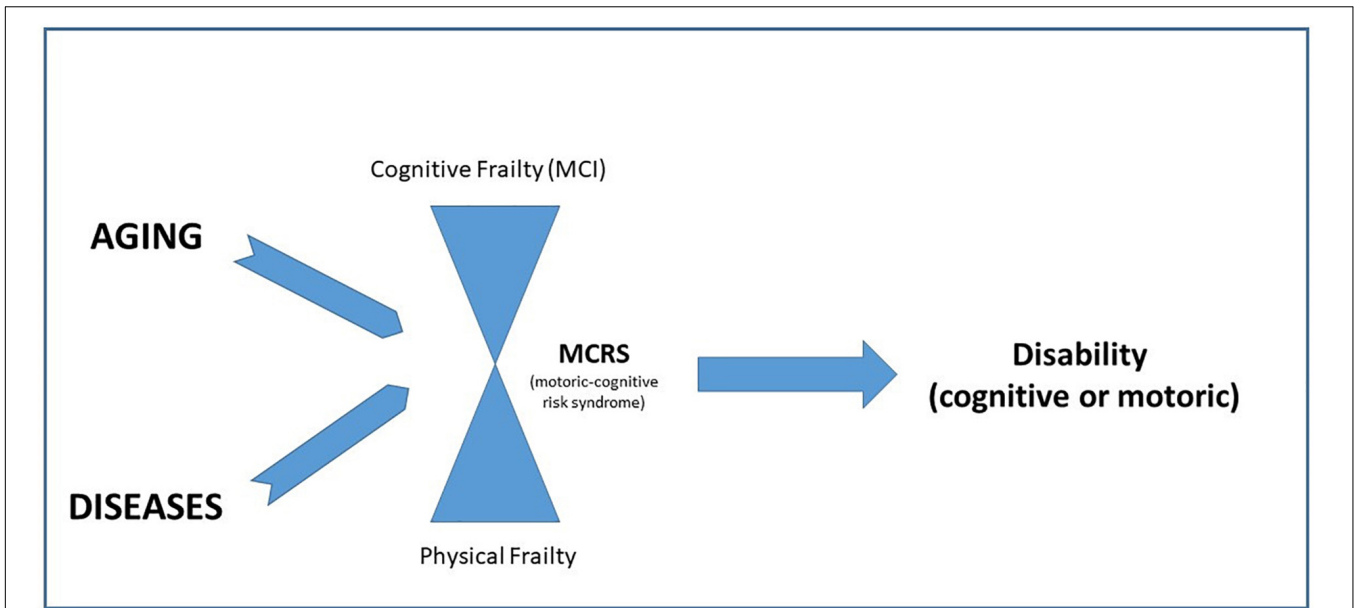 Cognitive Frailty (MCI)
AGING
MCRS
(motoric-cognitive
risk syndrome)
Disability
(cognitive or motoric)
DISEASES
Physical Frailty